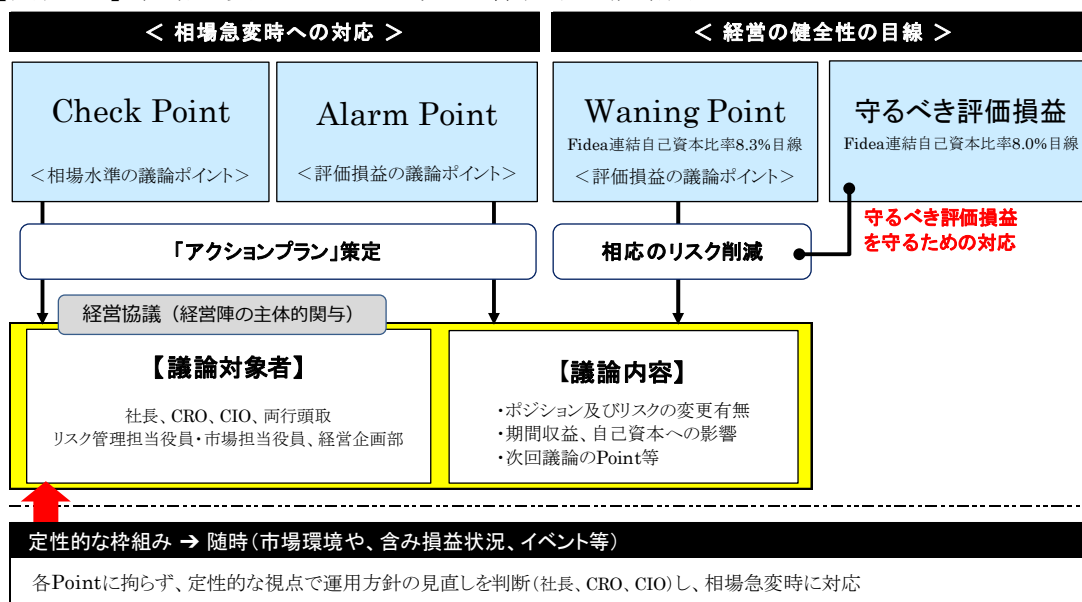 < 相場急変時への対応 >
< 経営の健全性の目線 >
Check Point
<相場水準の議論ポイント>
Alarm Point
<評価損益の議論ポイント>
Waning Point
Fidea連結自己資本比率8.3%目線
<評価損益の議論ポイント>
守るべき評価損益
Fidea連結自己資本比率8.0%目線
守るべき評価損益
を守るための対応
「アクションプラン」策定
相応のリスク削減
経営協議（経営陣の主体的関与）
【議論対象者】
社長、CRO、CIO、両行頭取
リスク管理担当役員・市場担当役員、経営企画部
【議論内容】
・ポジション及びリスクの変更有無
・期間収益、自己資本への影響
・次回議論のPoint等
定性的な枠組み ➔ 随時（市場環境や、含み損益状況、イベント等）
各Pointに拘らず、定性的な視点で運用方針の見直しを判断（社長、CRO、CIO）し、相場急変時に対応